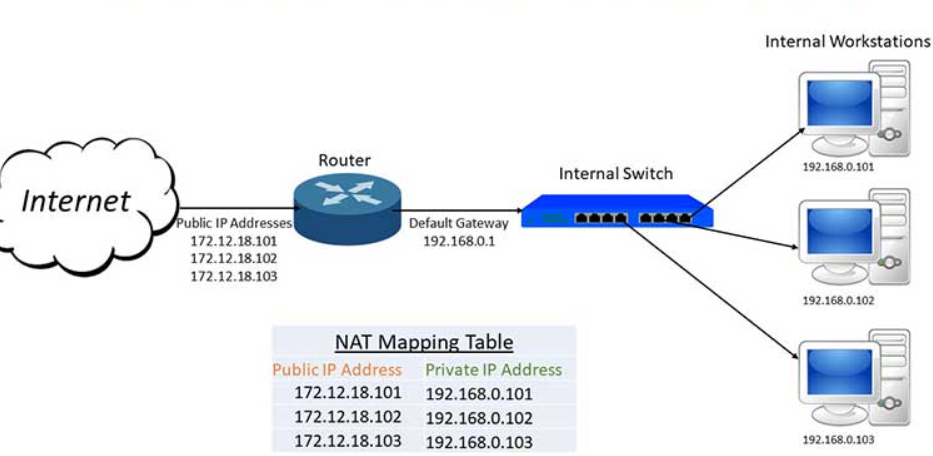 Internal Workstations
192.168.0.101
Router
Internal Switch
Internet
Public IP Addresses
172.12.18.101
172.12.18.102
172.12.18.103
Default Gateway
192.168.0.1
192.168.0.102
192.168.0.103
NAT Mapping Table
Public IP Address Private IP Address
172.12.18.101 192.168.0.101
172.12.18.102 192.168.0.102
172.12.18.103 192.168.0.103